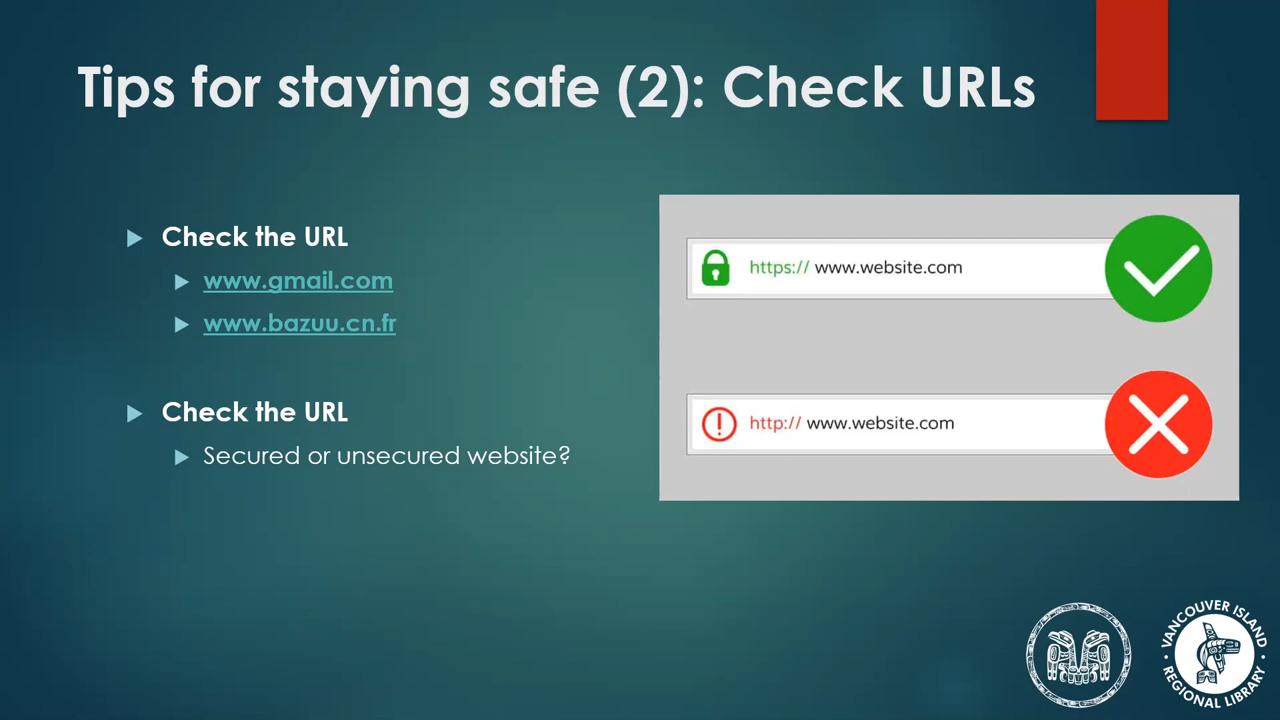 Tips for staying safe (2): Check URLs
Check the URL
www.gmail.com
www.bazuu.cn.fr
Check the URL
Secured or unsecured website?
https:// www.website.com
http:// www.website.com
VANCOUVER ISLAND
REGIONAL LIBRARY